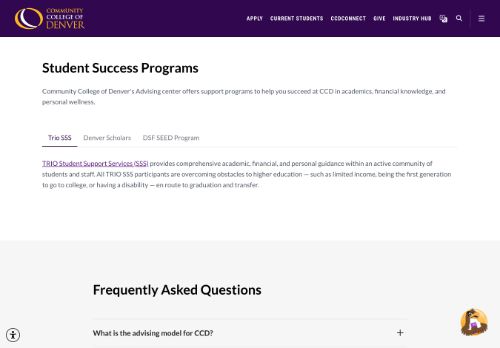 COMMUNITY
COLLEGE OF
DENVER
APPLY CURRENT STUDENTS CCDCONNECT GIVE INDUSTRY HUB
Student Success Programs
Community College of Denver's Advising center offers support programs to help you succeed at CCD in academics, financial knowledge, and
personal wellness.
Trio SSS Denver Scholars DSF SEED Program
TRIO Student Support Services (SSS) provides comprehensive academic, financial, and personal guidance within an active community of
students and staff. All TRIO SSS participants are overcoming obstacles to higher education — such as limited income, being the first generation
to go to college, or having a disability — en route to graduation and transfer.
Frequently Asked Questions
What is the advising model for CCD?